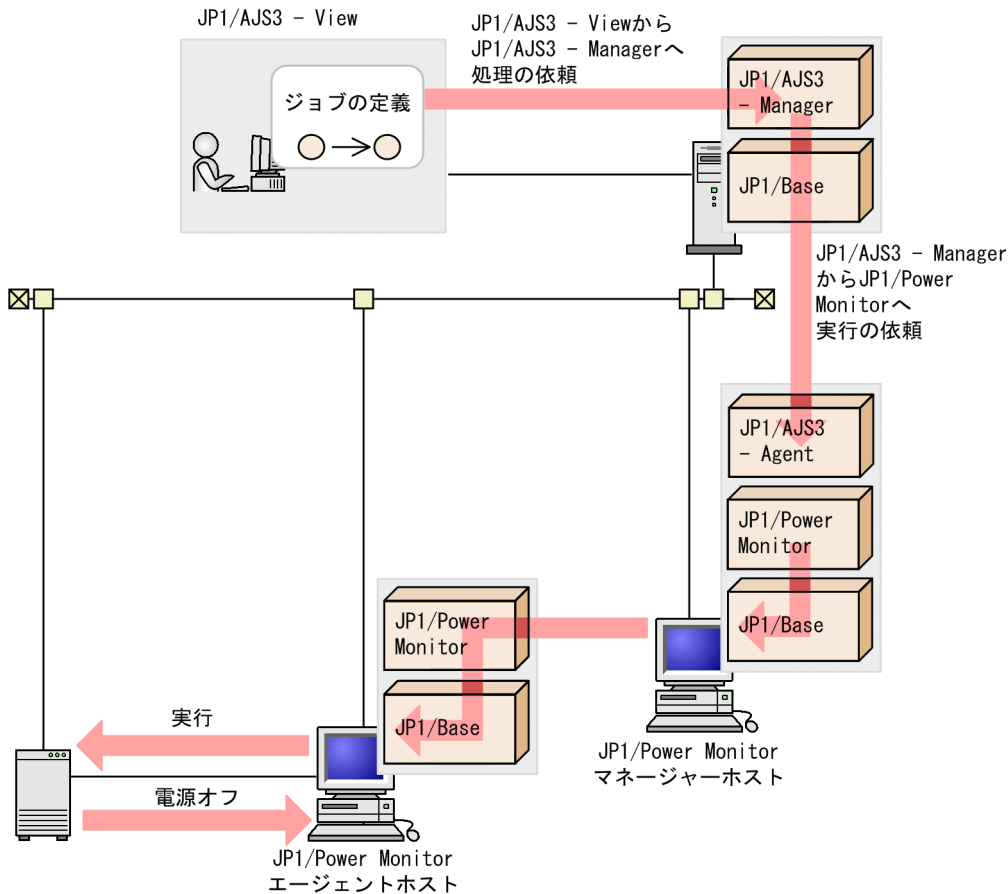 JP1/AJS3 - View
JP1/AJS3 - Viewから
JP1/AJS3 - Managerへ
処理の依頼
ジョブの定義
JP1/AJS3
- Manager
JP1/Base
JP1/AJS3 - Manager
からJP1/Power
Monitorへ
実行の依頼
JP1/AJS3
- Agent
JP1/Power
Monitor
JP1/Base
JP1/Power
Monitor
JP1/Base
実行
電源オフ
JP1/Power Monitor
マネージャーホスト
JP1/Power Monitor
エージェントホスト